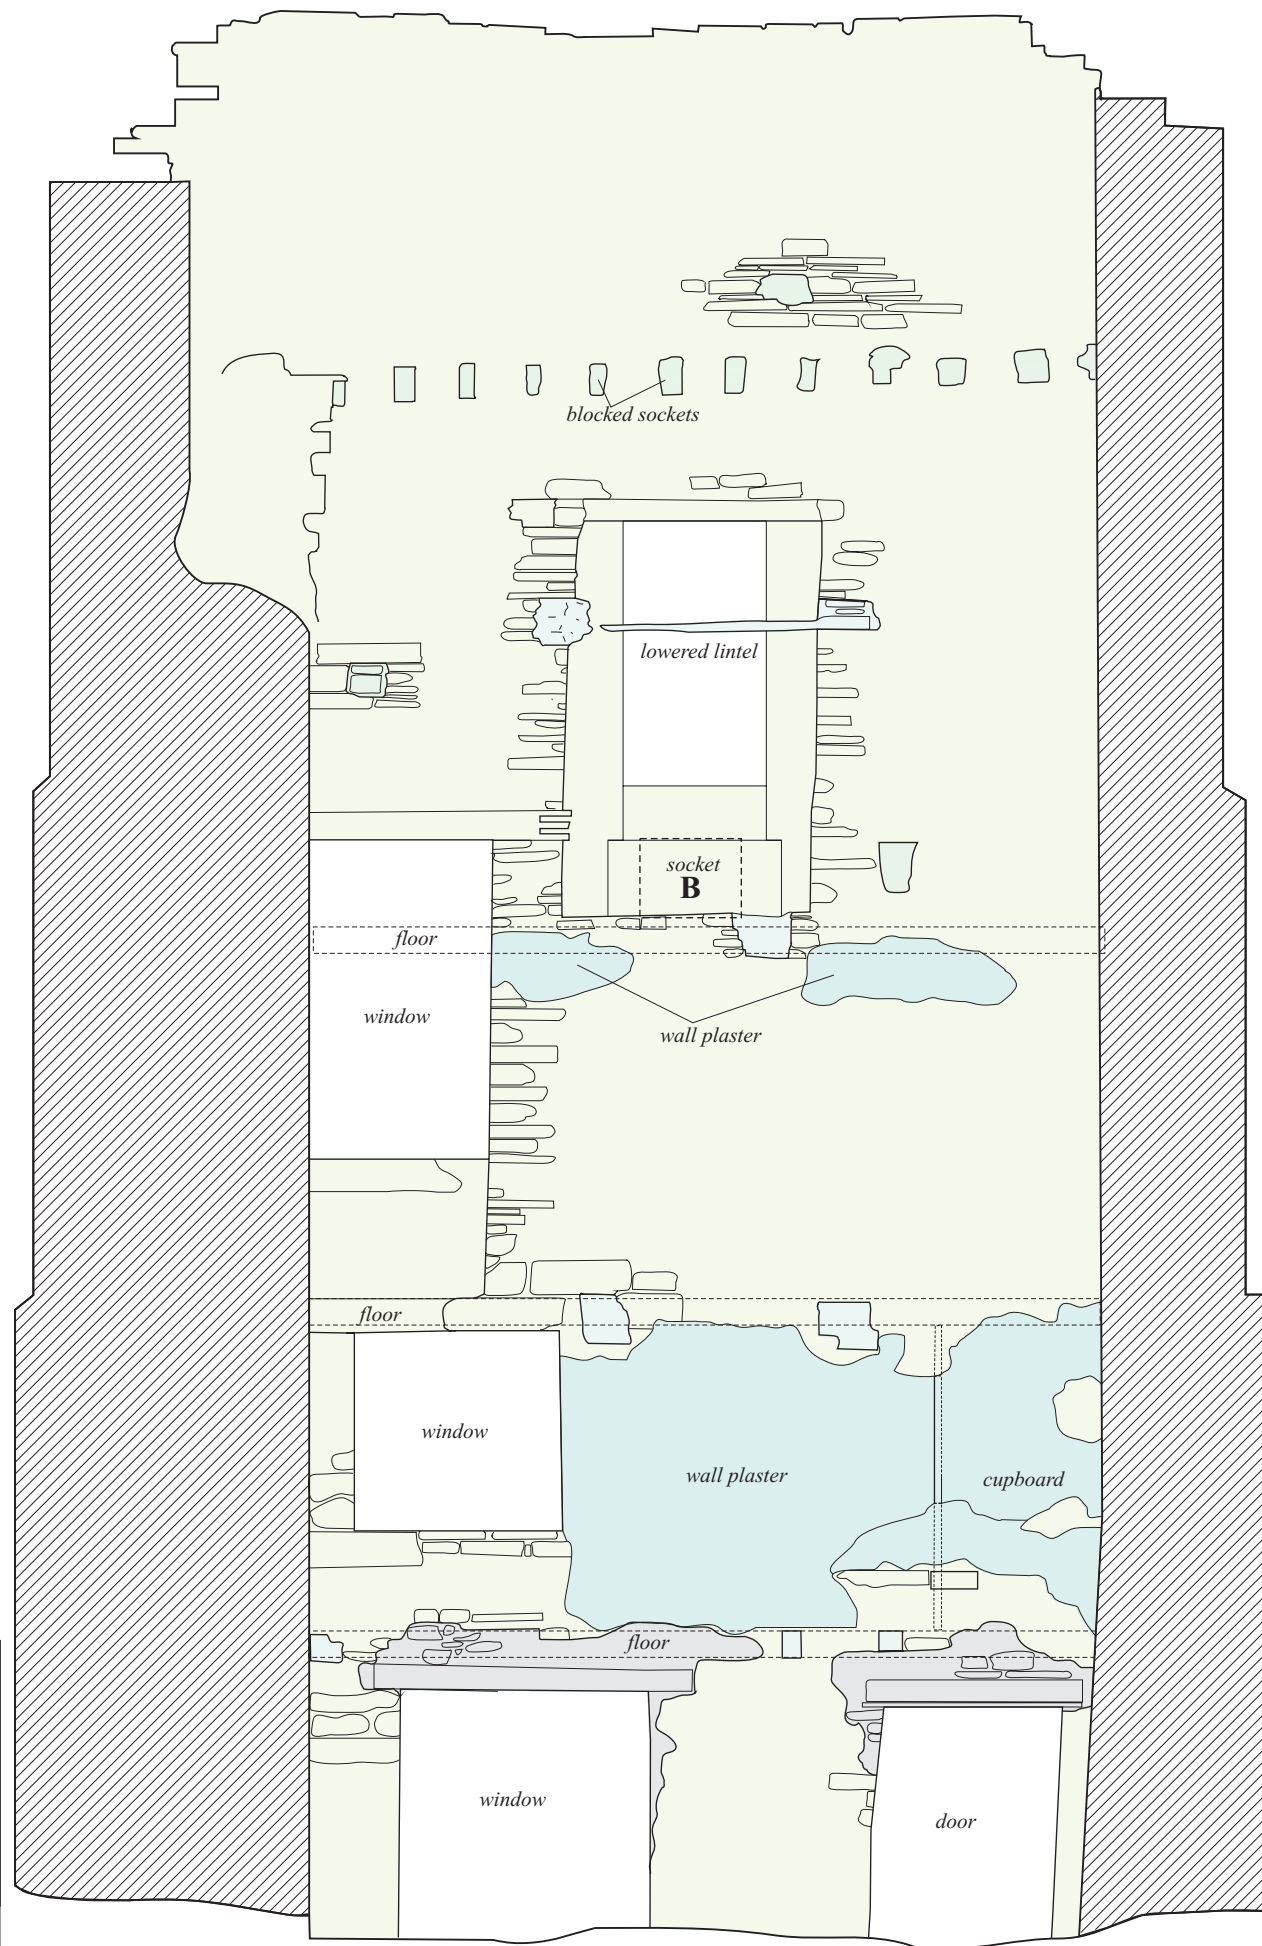 blocked sockets
lowered lintel
socket
B
floor
window
wall plaster
floor
window
wall plaster
cupboard
floor
window
door